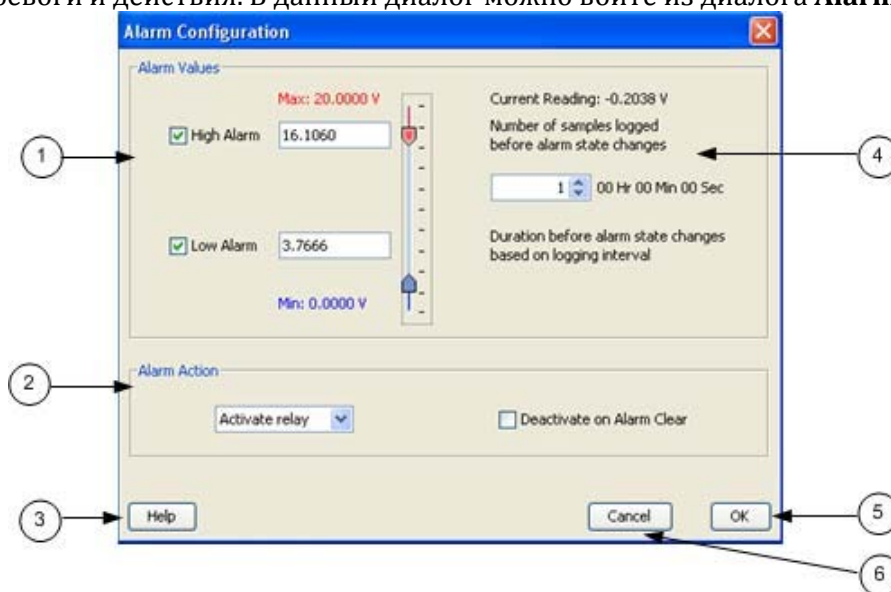 тревоги и действия. В данный диалог можно войти из диалога Alarm
Alarm Configuration
Alarm Values
Max: 20.0000 V
High Alarm 16.1060
Low Alarm 3.7666
Min: 0.0000 V
Current Reading: -0.2038 V
Number of samples logged
before alarm state changes
1 00 Hr 00 Min 00 Sec
Duration before alarm state changes
based on logging interval
Alarm Action
Activate relay
Deactivate on Alarm Clear
Help
Cancel
OK
1
2
3
4
5
6